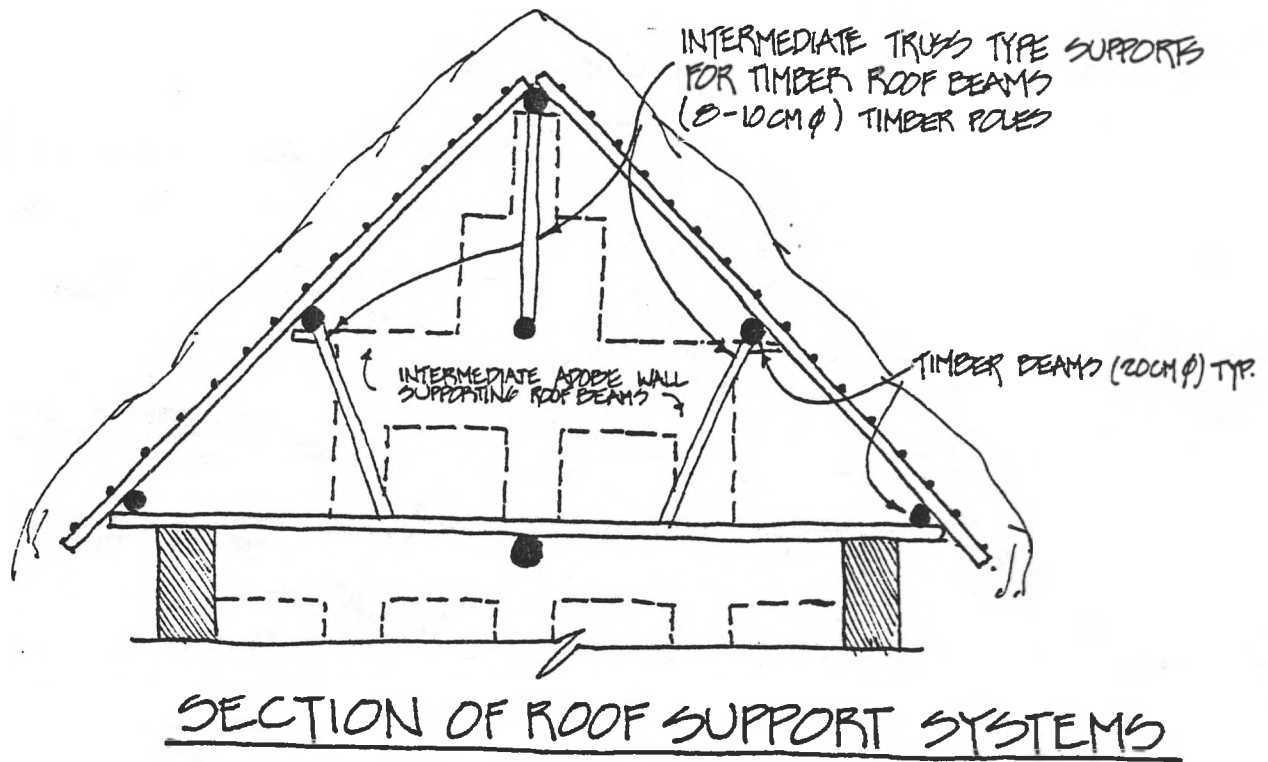 INTERMEDIATE TRUSS TYPE SUPPORTS
FOR TIMBER ROOF BEAMS
(8-10CM ϕ) TIMBER POLES
TIMBER BEAMS (20CM ϕ) TYP.
INTERMEDIATE ADOBE WALL
SUPPORTING ROOF BEAMS
SECTION OF ROOF SUPPORT SYSTEMS